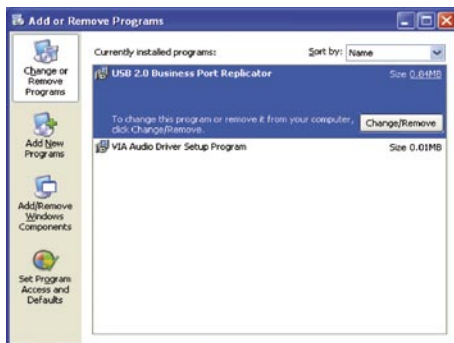 Add or Remove Programs
Change or
Remove
Programs
Currently installed programs:
Sort by: Name
USB 2.0 Business Port Replicator
Size 0.84MB
To change this program or remove it from your computer,
click Change/Remove.
Change/Remove
VIA Audio Driver Setup Program
Size 0.01MB
Add New
Programs
Add/Remove
Windows
Components
Set Program
Access and
Defaults